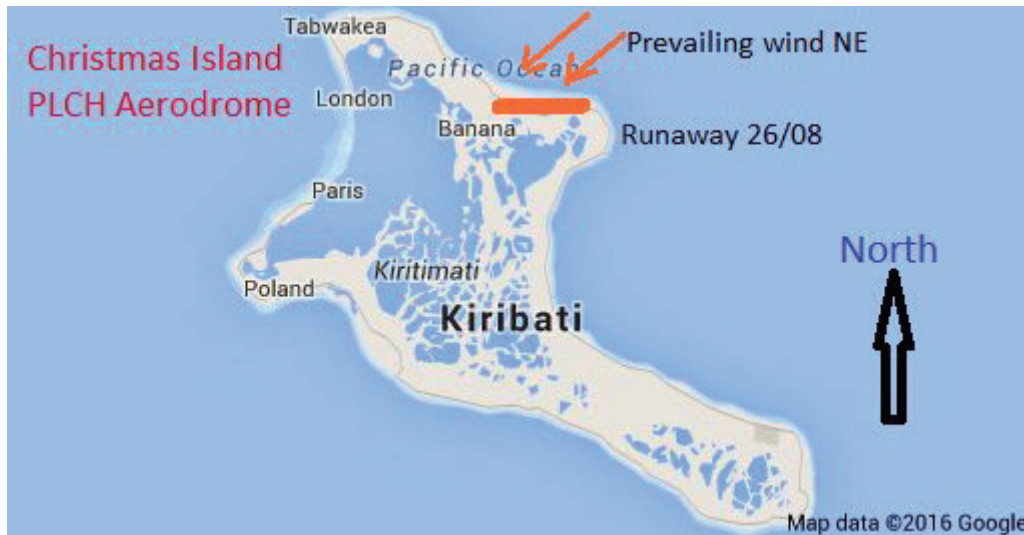 Tabwakea
Christmas Island
PLCH Aerodrome
Prevailing wind NE
Pacific Ocean
London
Banana
Runaway 26/08
Paris
North
Kiritimati
Poland
Kiribati
Map data ©2016 Google